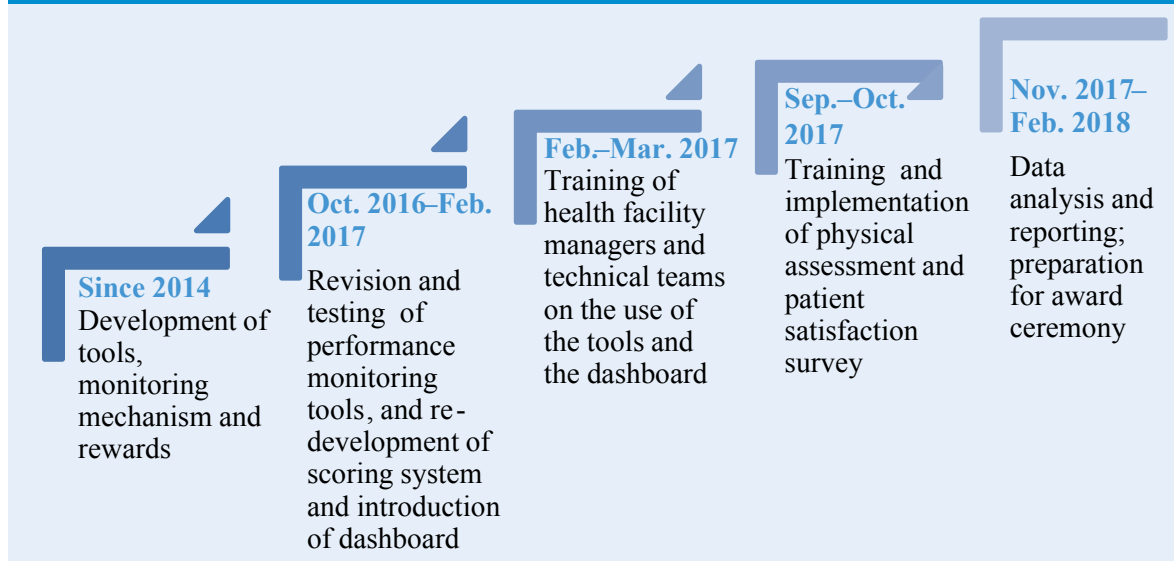 Since 2014
Development of
tools,
monitoring
mechanism and
rewards
Oct. 2016–Feb.
2017
Revision and
testing of
performance
monitoring
tools, and re-
development of
scoring system
and introduction
of dashboard
Feb.–Mar. 2017
Training of
health facility
managers and
technical teams
on the use of
the tools and
the dashboard
Sep.–Oct.
2017
Training and
implementation
of physical
assessment and
patient
satisfaction
survey
Nov. 2017–
Feb. 2018
Data
analysis and
reporting;
preparation
for award
ceremony